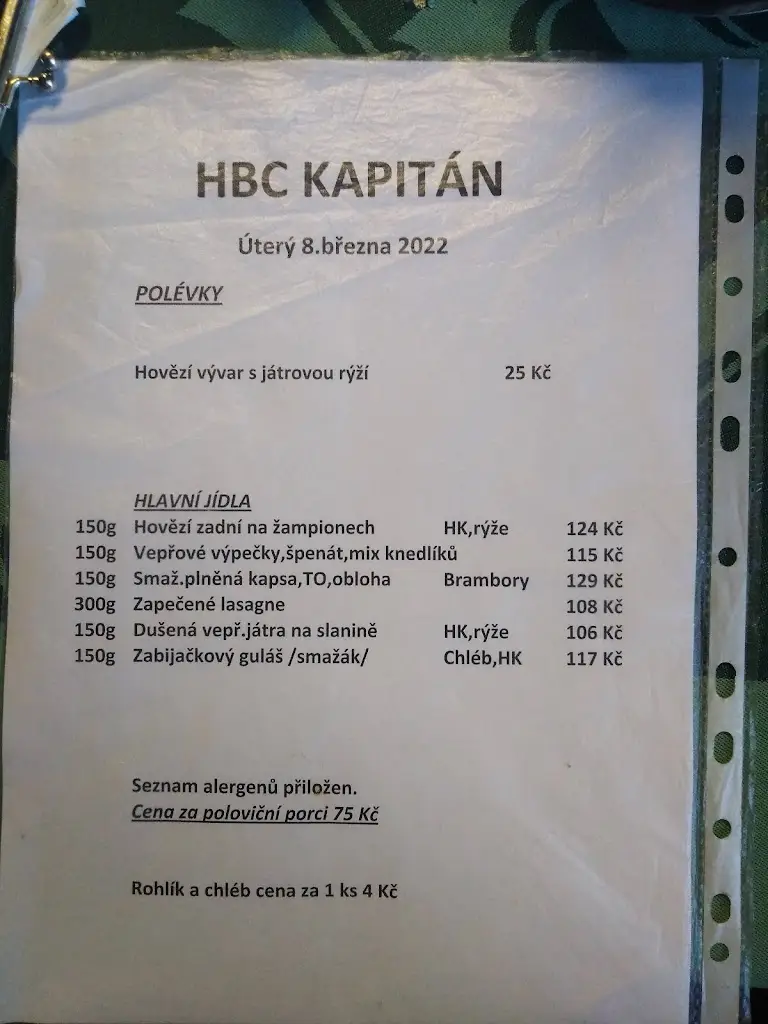 HBC KAPITÁN
Úterý 8.března 2022
POLÉVKY
Hovězí vývar s játrovou rýží 25 Kč
HLAVNÍ JÍDLA
150g Hovězí zadní na žampionech HK,rýže 124 Kč
150g Vepřové výpečky,špenát,mix knedlíků 115 Kč
150g Smaž.plněná kapsa,TO,obloha Brambory 129 Kč
300g Zapečené lasagne 108 Kč
150g Dušená vepř.játra na slanině HK,rýže 106 Kč
150g Zabijačkový guláš /smažák/ Chléb,HK 117 Kč
Seznam alergenů přiložen.
Cena za poloviční porci 75 Kč
Rohlík a chléb cena za 1 ks 4 Kč